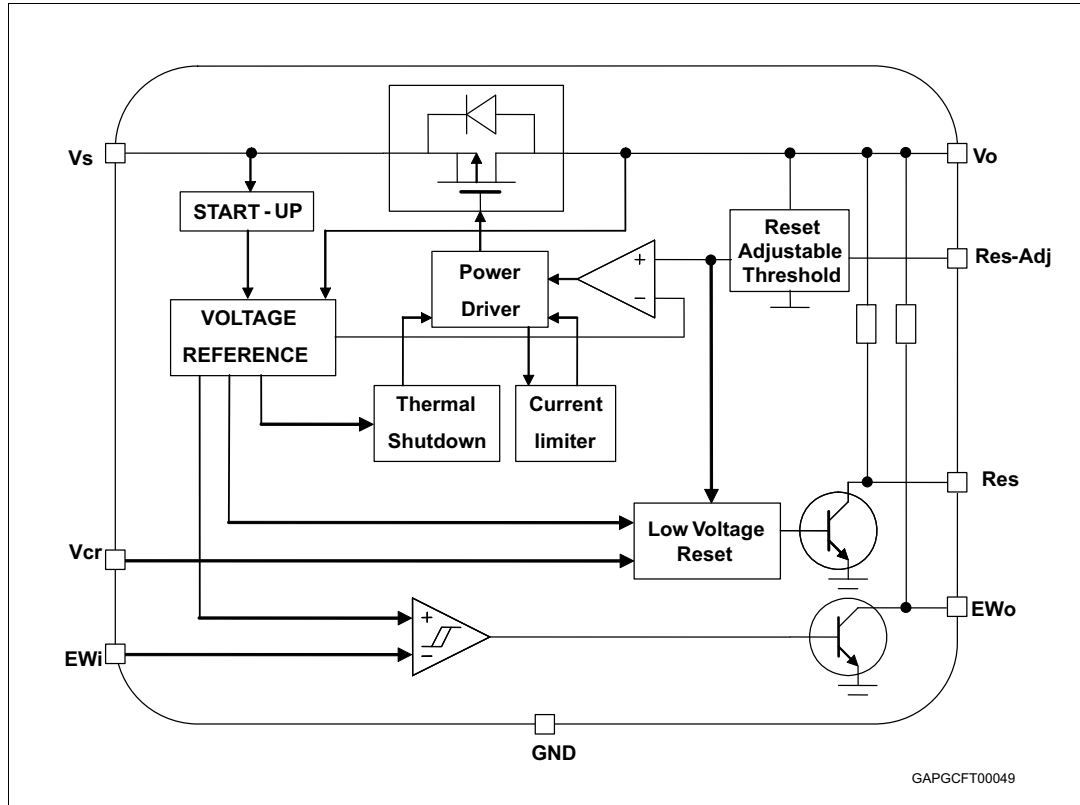 Vs
Vo
START - UP
Reset
Adjustable
Threshold
Res-Adj
Power
Driver
+
−
VOLTAGE
REFERENCE
Thermal
Shutdown
Current
limiter
Res
Low Voltage
Reset
Vcr
EWo
+
−
EWi
GND
GAPGCFT00049